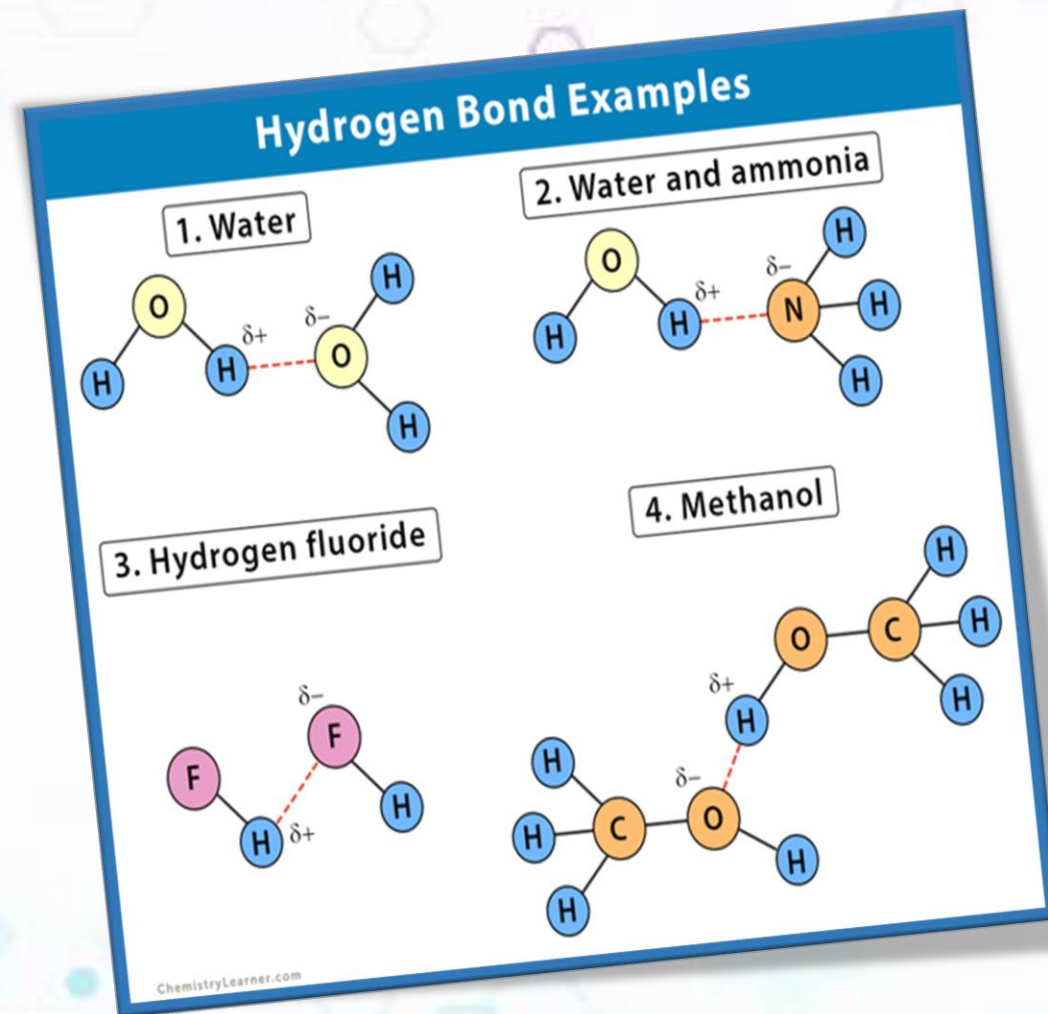 Hydrogen Bond Examples
1. Water
O
H
H
δ+
δ−
O
H
H
2. Water and ammonia
O
H
H
δ+
δ−
N
H
H
H
3. Hydrogen fluoride
F
H
δ+
δ−
F
H
4. Methanol
H
O
C
H
H
δ+
H
δ−
H
H
C
O
H
H
ChemistryLearner.com